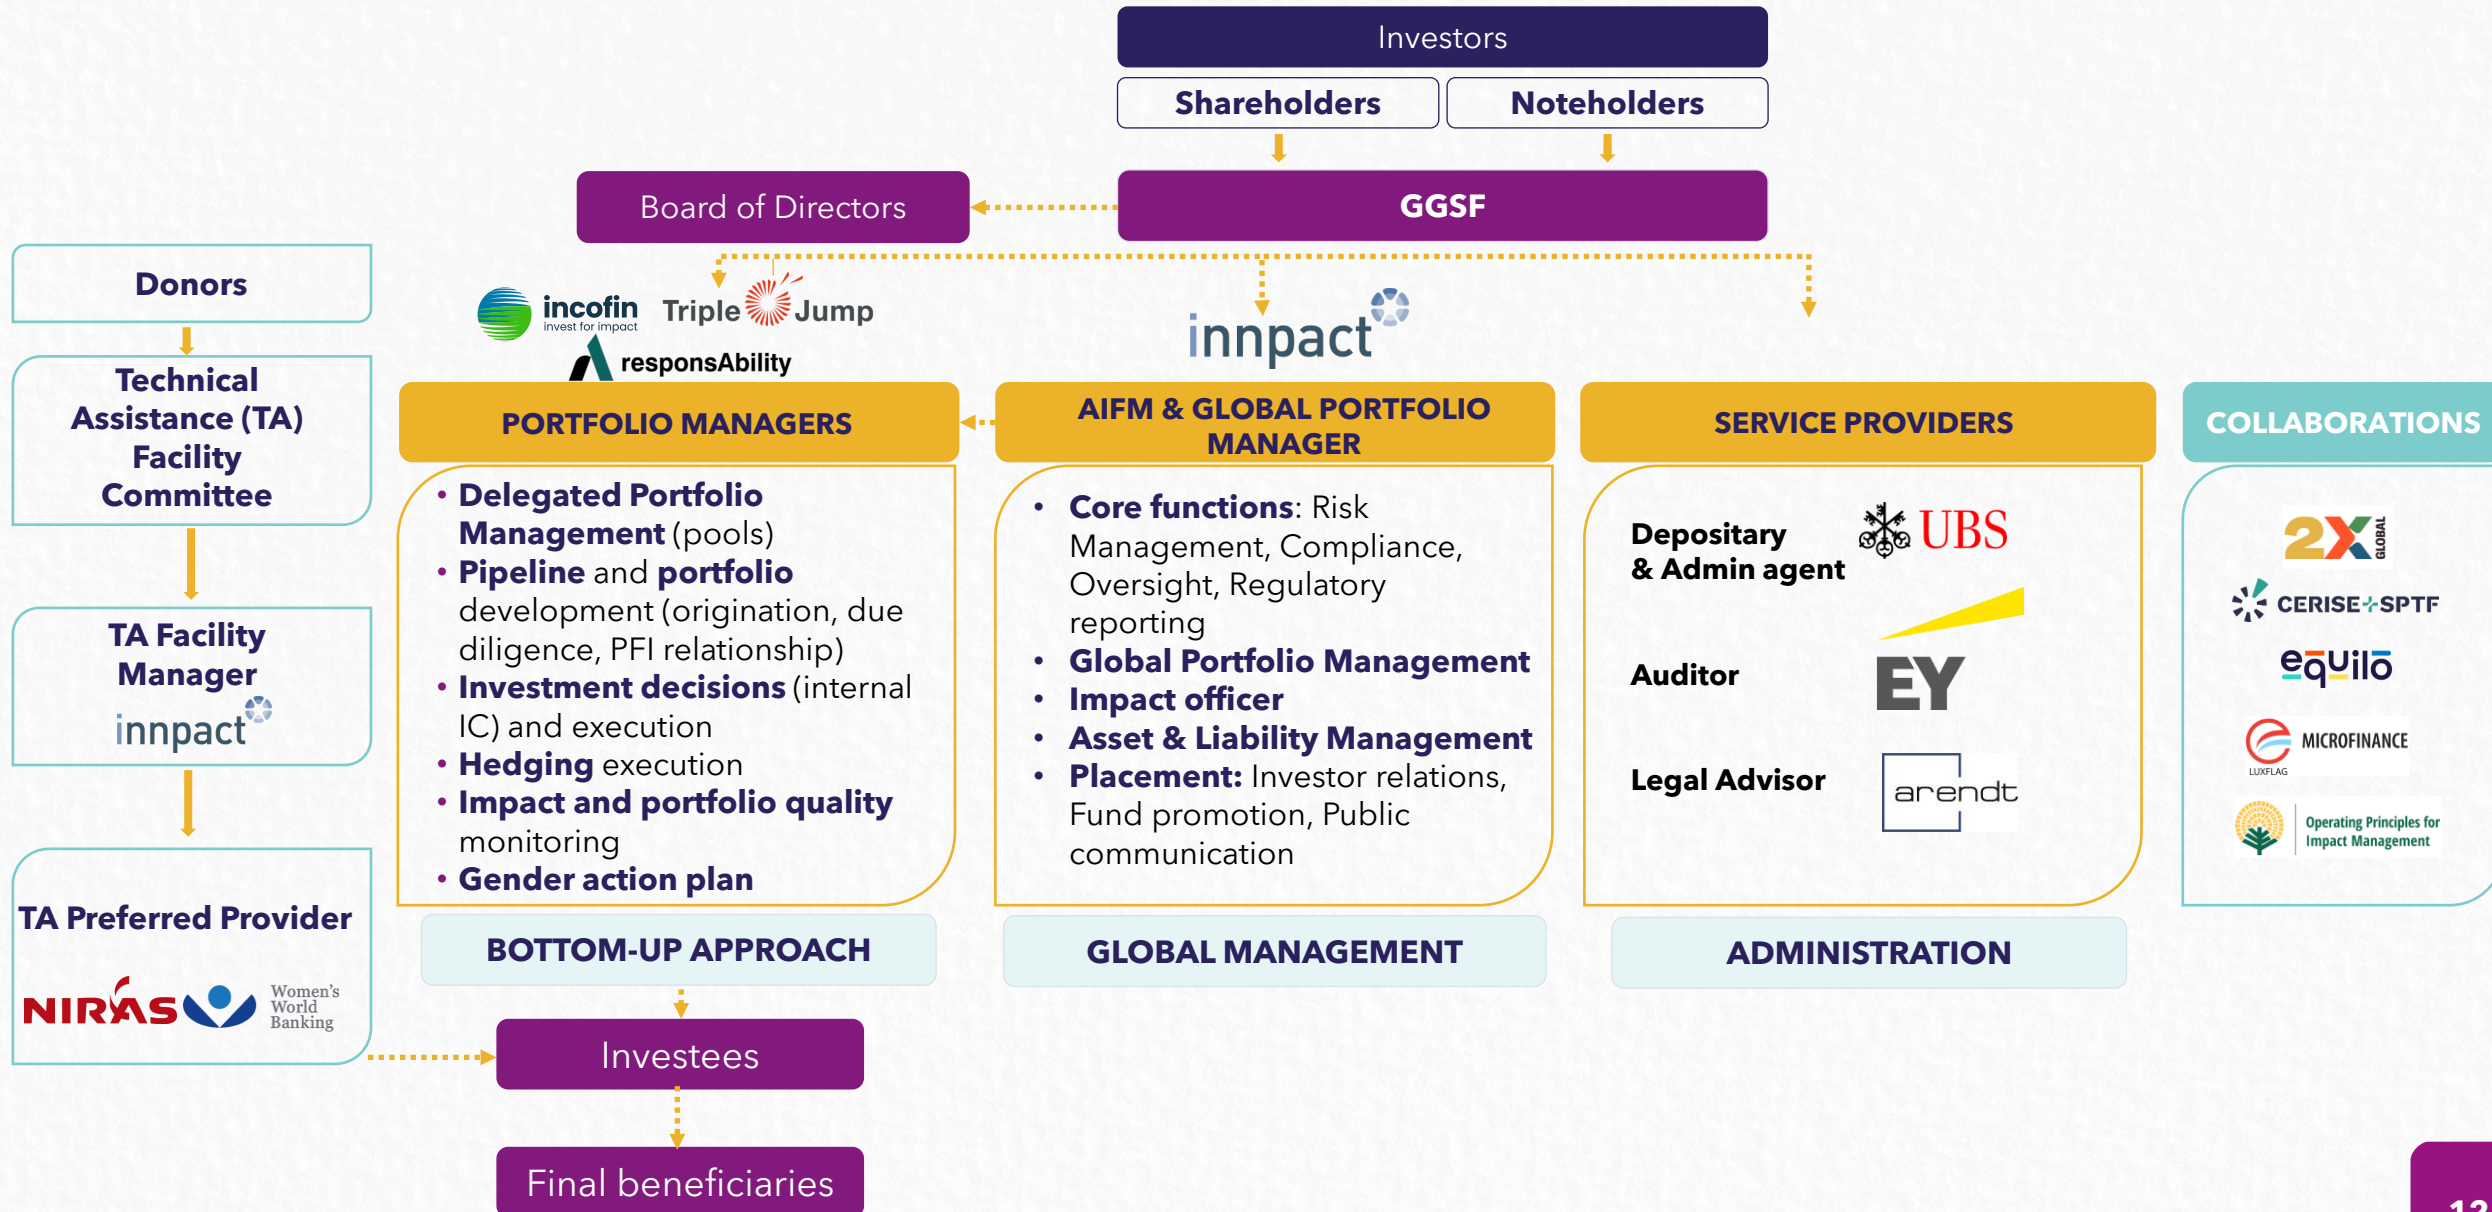 Investors
Shareholders
Noteholders
Board of Directors
GGSF
Donors
Technical
Assistance (TA)
Facility
Committee
TA Facility
Manager
innpact
TA Preferred Provider
NIRAS
Women's
World
Banking
incofin
invest for impact
Triple Jump
responsAbility
PORTFOLIO MANAGERS
• Delegated Portfolio
Management (pools)
• Pipeline and portfolio
development (origination, due
diligence, PFI relationship)
• Investment decisions (internal
IC) and execution
• Hedging execution
• Impact and portfolio quality
monitoring
• Gender action plan
BOTTOM-UP APPROACH
Investees
Final beneficiaries
innpact
AIFM & GLOBAL PORTFOLIO
MANAGER
• Core functions: Risk
Management, Compliance,
Oversight, Regulatory
reporting
• Global Portfolio Management
• Impact officer
• Asset & Liability Management
• Placement: Investor relations,
Fund promotion, Public
communication
GLOBAL MANAGEMENT
SERVICE PROVIDERS
Depositary
& Admin agent
UBS
Auditor
EY
Legal Advisor
arendt
ADMINISTRATION
COLLABORATIONS
2X GLOBAL
CERISE+SPTF
equilo
MICROFINANCE
LUXFLAG
Operating Principles for
Impact Management
12